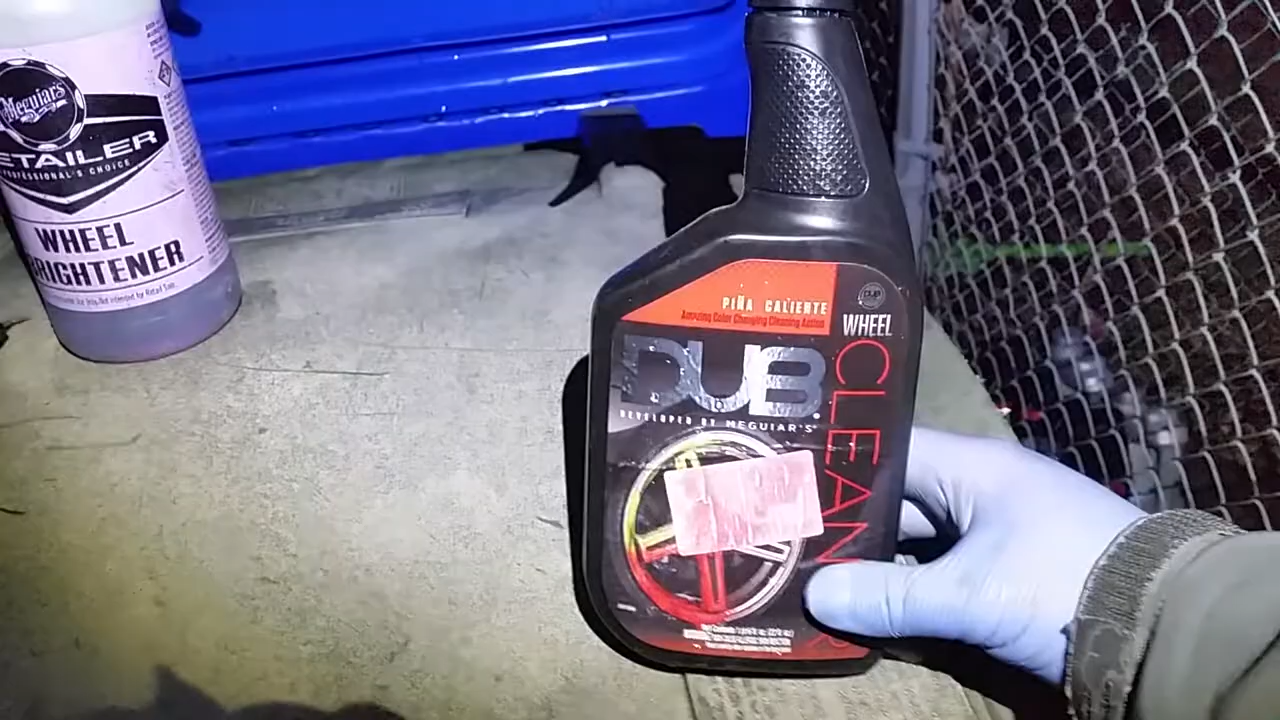 Meguiar's
ETAILER
PROFESSIONAL'S CHOICE
WHEEL
BRIGHTENER
PIÑA CALIENTE
Amazing Color Changing Cleaning Action
DUB
DEVELOPED BY MEGUIAR'S
DUB
WHEEL
CLEAN